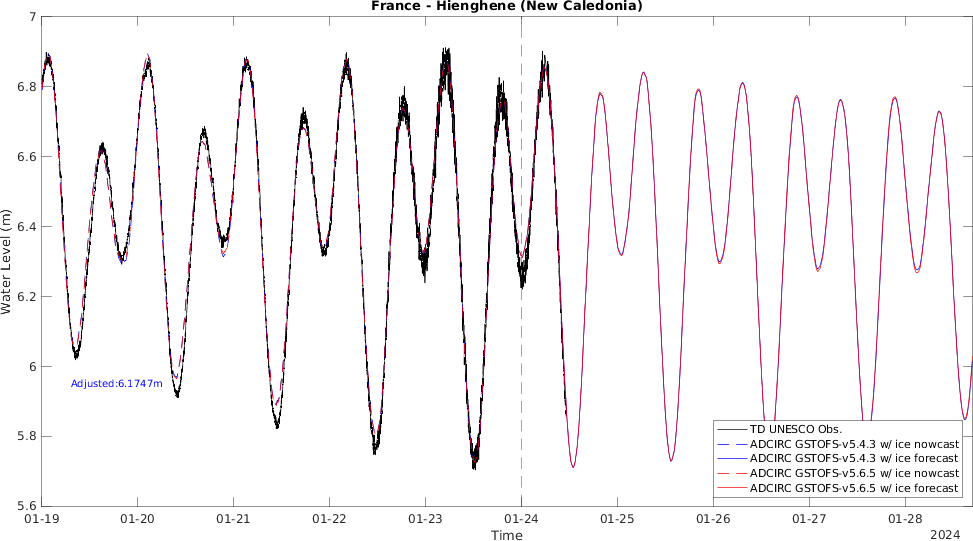 France - Hienghene (New Caledonia)
Water Level (m)
7
6.8
6.6
6.4
6.2
6
5.8
5.6
Adjusted:6.1747m
TD UNESCO Obs.
ADCIRC GSTOFS-v5.4.3 w/ ice nowcast
ADCIRC GSTOFS-v5.4.3 w/ ice forecast
ADCIRC GSTOFS-v5.6.5 w/ ice nowcast
ADCIRC GSTOFS-v5.6.5 w/ ice forecast
01-19 01-20 01-21 01-22 01-23 01-24 01-25 01-26 01-27 01-28
Time
2024